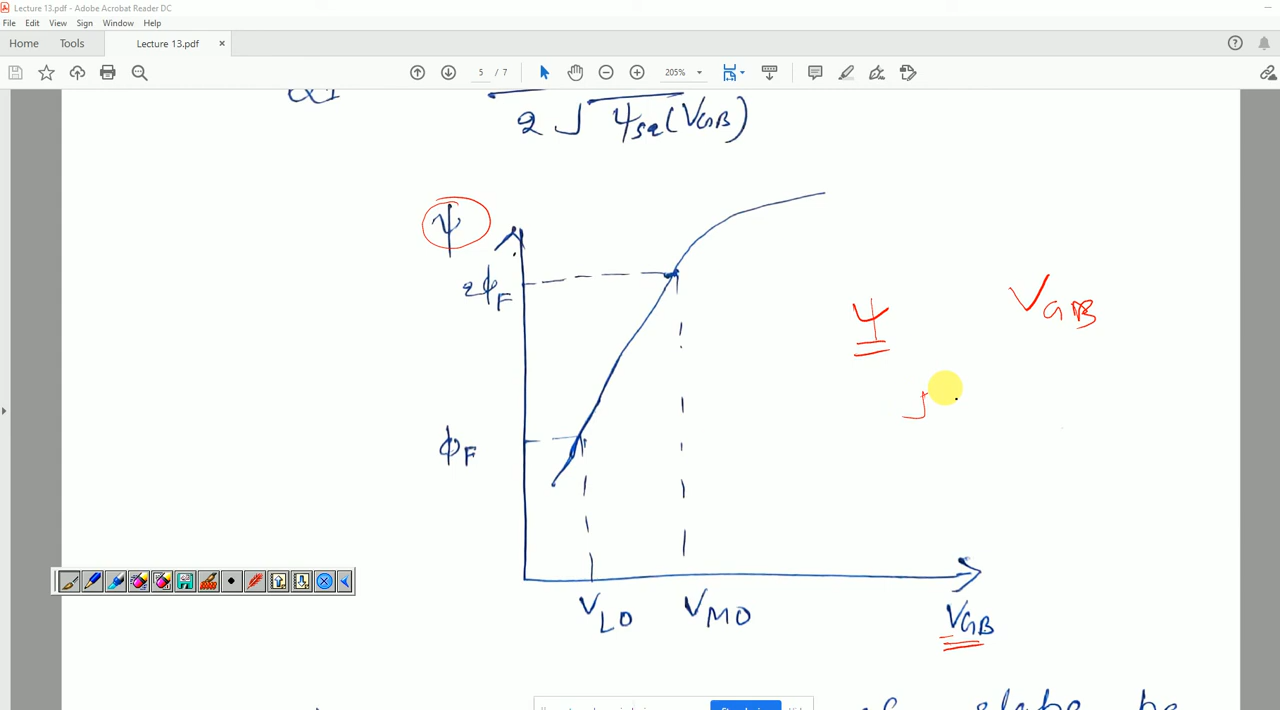 Lecture 13.pdf - Adobe Acrobat Reader DC
File Edit View Sign Window Help
Home Tools Lecture 13.pdf ×
5 / 7 205%
2 √ψsa(VGB)
ψ
2ϕF
ψ VGB
ϕF
VLO VMO VGB